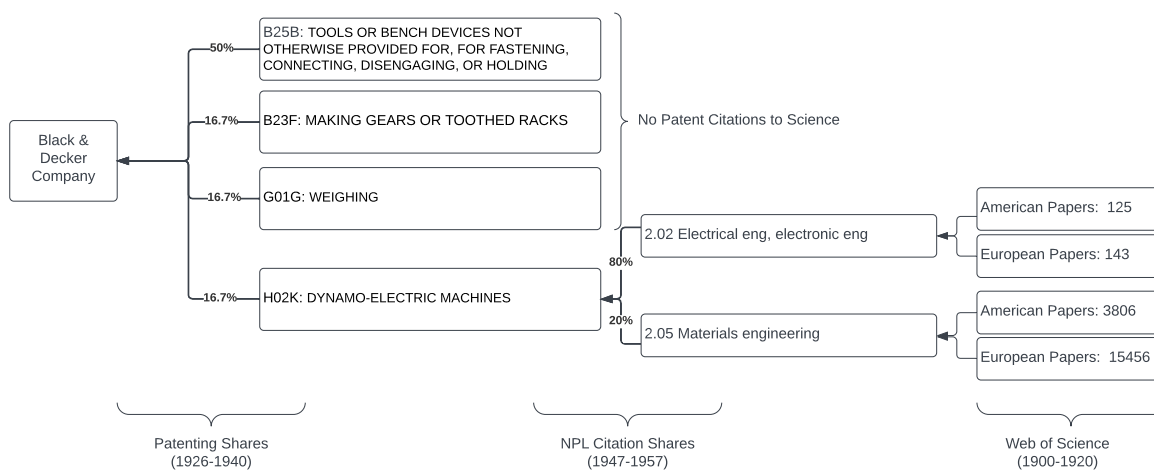 Black &
Decker
Company
50%
B25B: TOOLS OR BENCH DEVICES NOT
OTHERWISE PROVIDED FOR, FOR FASTENING,
CONNECTING, DISENGAGING, OR HOLDING
16.7%
B23F: MAKING GEARS OR TOOTHED RACKS
16.7%
G01G: WEIGHING
16.7%
H02K: DYNAMO-ELECTRIC MACHINES
No Patent Citations to Science
80%
2.02 Electrical eng, electronic eng
20%
2.05 Materials engineering
American Papers: 125
European Papers: 143
American Papers: 3806
European Papers: 15456
Patenting Shares
(1926-1940)
NPL Citation Shares
(1947-1957)
Web of Science
(1900-1920)